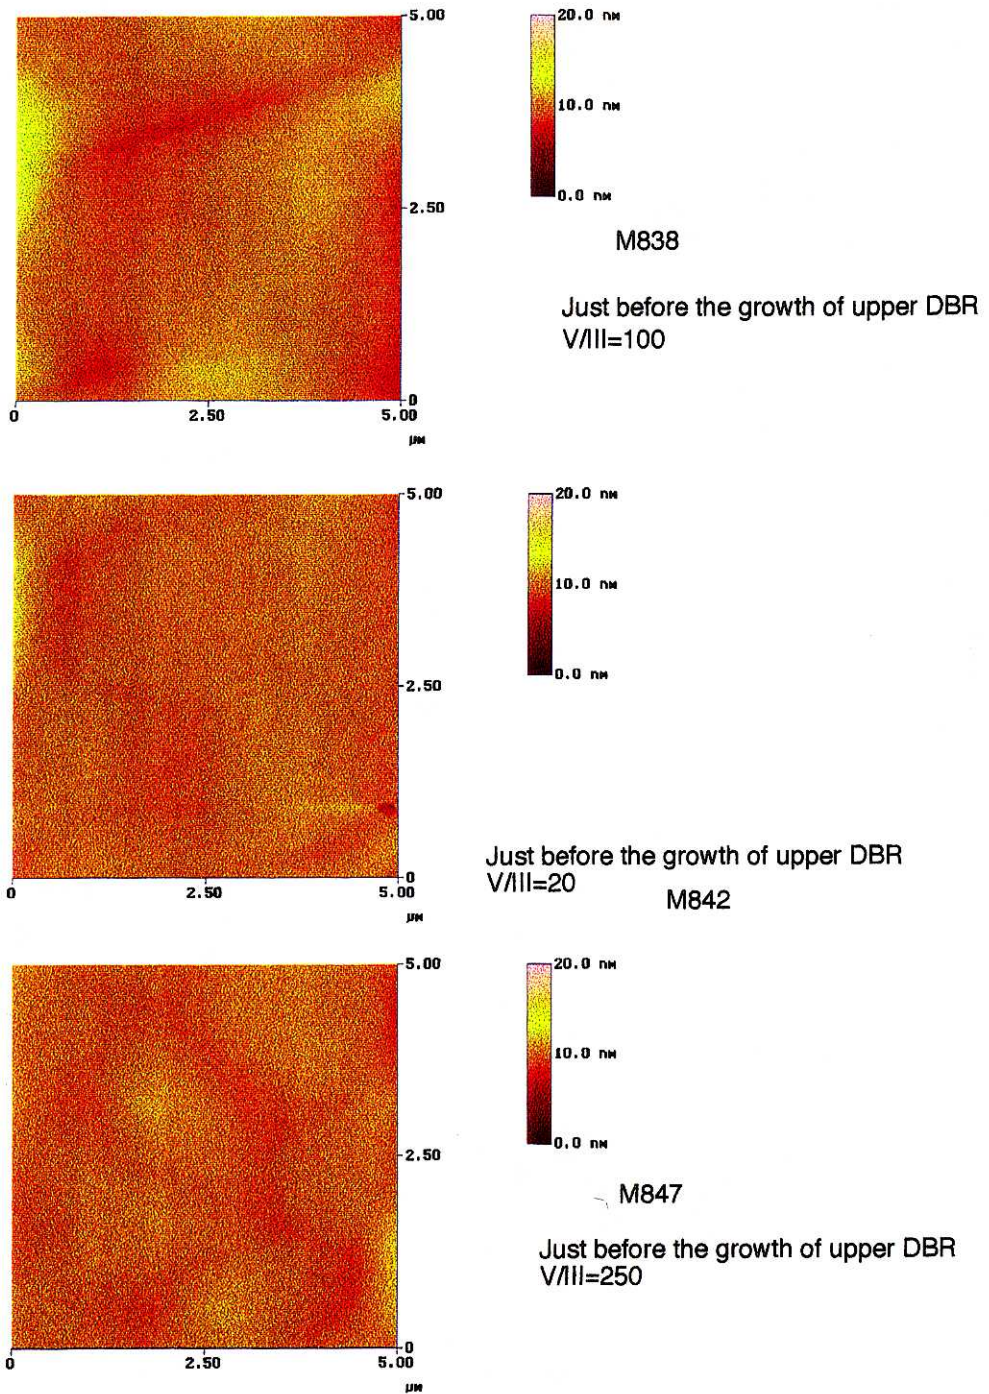 5.00
20.0 nm
10.0 nm
2.50
0.0 nm
M838
Just before the growth of upper DBR
V/III=100
0
0
2.50
5.00
µm
5.00
20.0 nm
10.0 nm
0.0 nm
2.50
Just before the growth of upper DBR
V/III=20
M842
0
0
2.50
5.00
µm
5.00
20.0 nm
10.0 nm
2.50
0.0 nm
M847
Just before the growth of upper DBR
V/III=250
0
0
2.50
5.00
µm